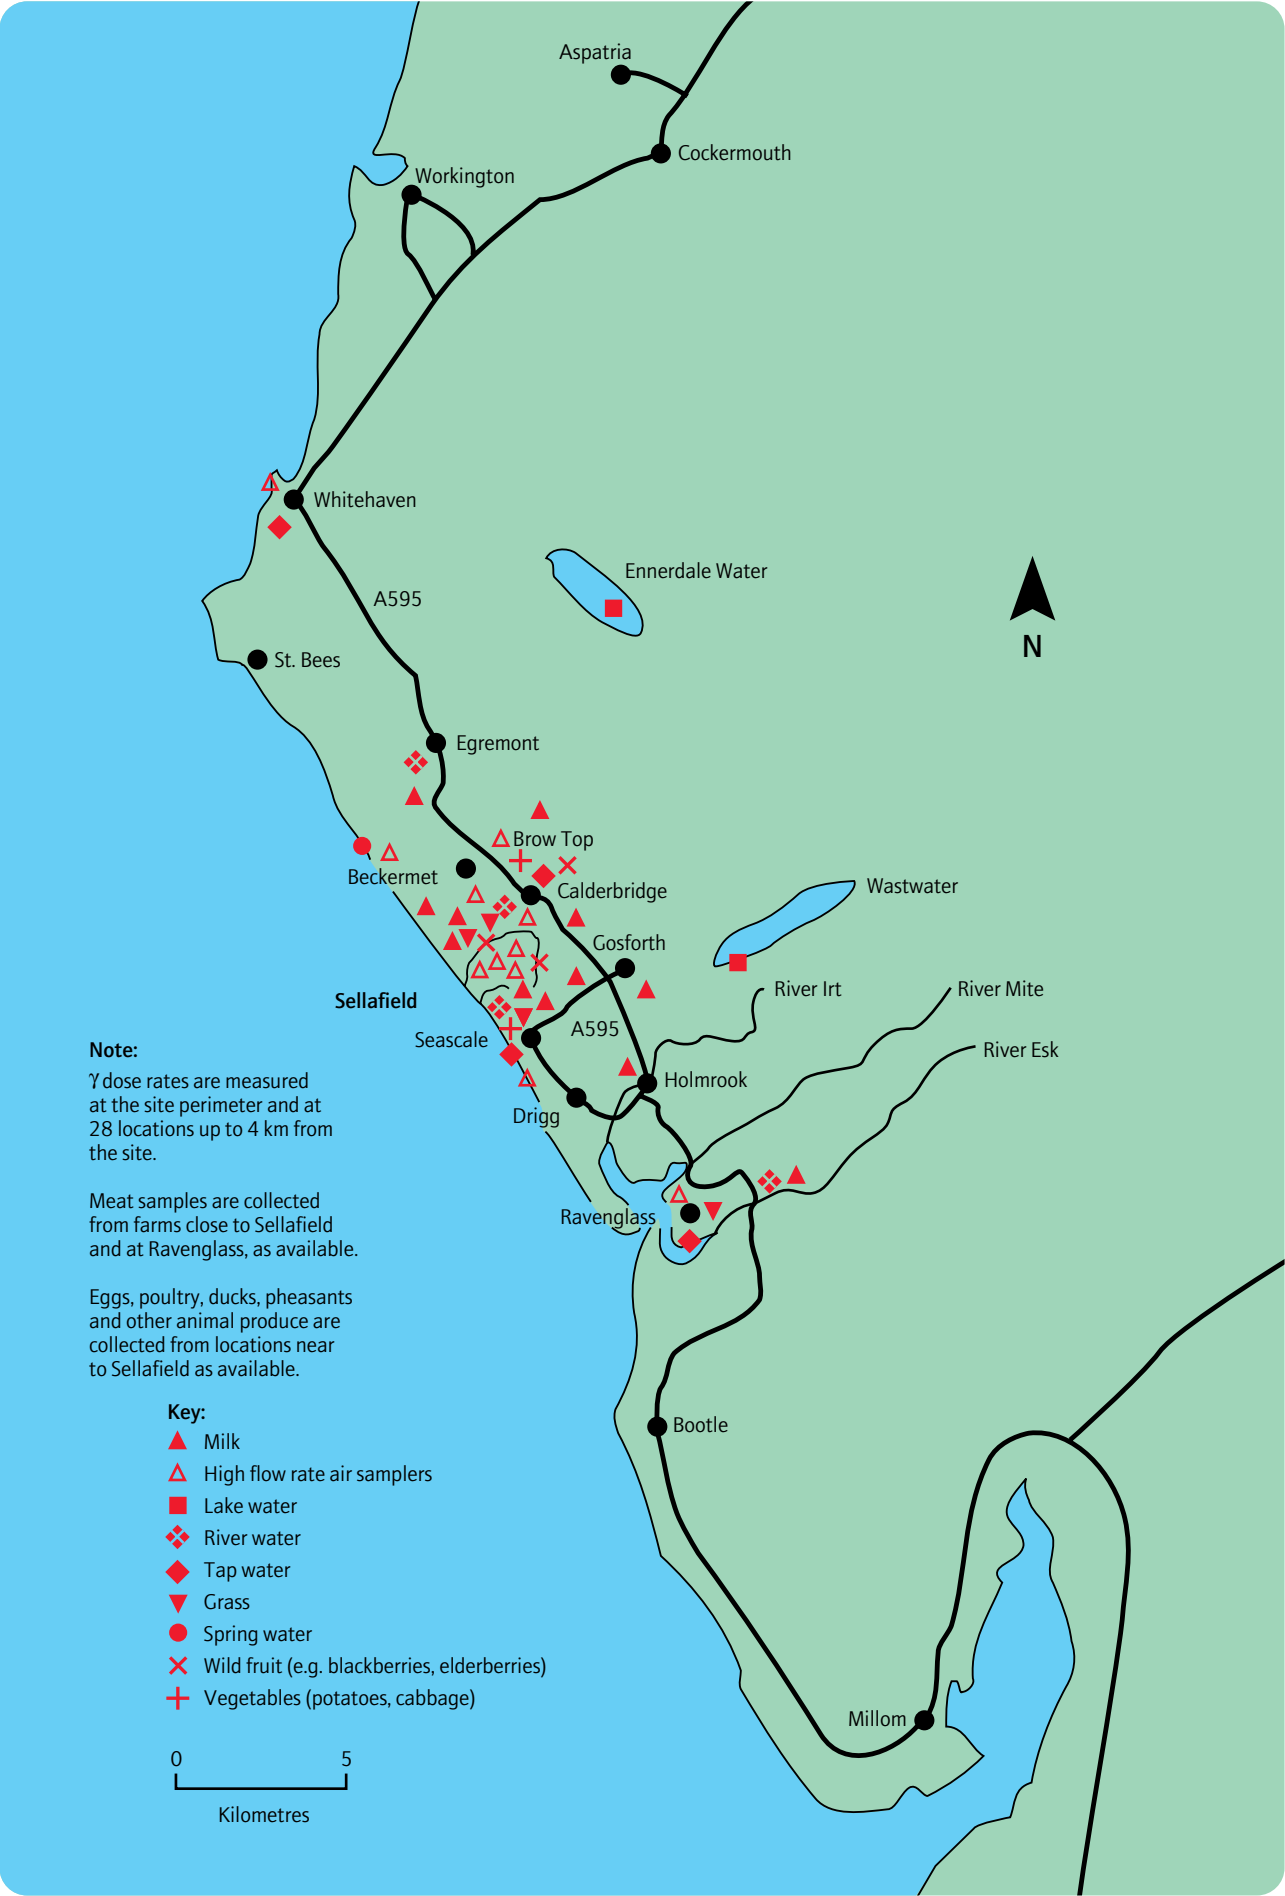 Aspatria
Cockermouth
Workington
Whitehaven
Ennerdale Water
A595
N
St. Bees
Egremont
Brow Top
Beckermet
Calderbridge
Wastwater
Gosforth
Sellafield
River Irt
River Mite
A595
Seascale
River Esk
Holmrook
Drigg
Ravenglass
Note:
γ dose rates are measured
at the site perimeter and at
28 locations up to 4 km from
the site.
Meat samples are collected
from farms close to Sellafield
and at Ravenglass, as available.
Eggs, poultry, ducks, pheasants
and other animal produce are
collected from locations near
to Sellafield as available.
Bootle
Key:
Milk
High flow rate air samplers
Lake water
River water
Tap water
Grass
Spring water
Wild fruit (e.g. blackberries, elderberries)
Vegetables (potatoes, cabbage)
Millom
0 5
Kilometres